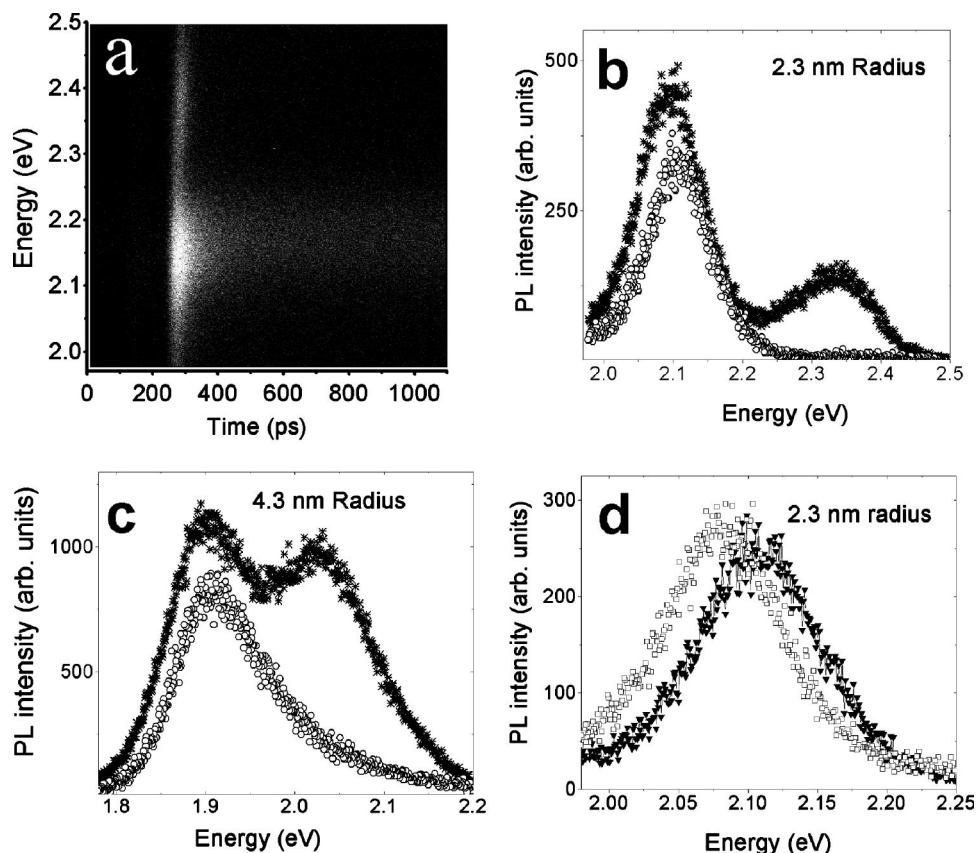 a
2.5
2.4
2.3
2.2
2.1
2.0
Energy (eV)
0 200 400 600 800 1000
Time (ps)
b
2.3 nm Radius
500
250
PL intensity (arb. units)
2.0 2.1 2.2 2.3 2.4 2.5
Energy (eV)
c
4.3 nm Radius
1000
500
PL intensity (arb. units)
1.8 1.9 2.0 2.1 2.2
Energy (eV)
d
2.3 nm radius
300
200
100
0
PL intensity (arb. units)
2.00 2.05 2.10 2.15 2.20 2.25
Energy (eV)